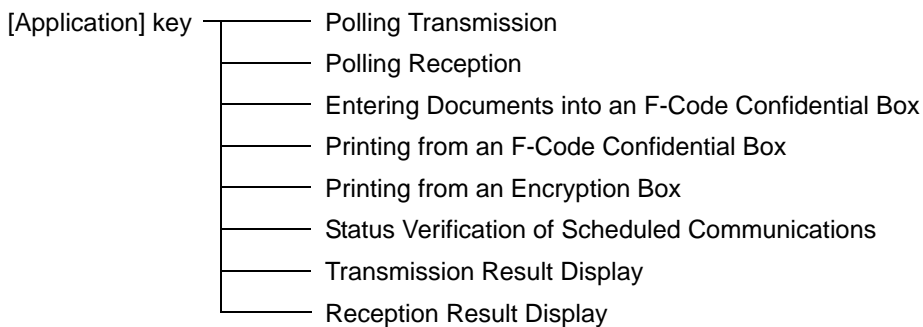 [Application] key Polling Transmission
Polling Reception
Entering Documents into an F-Code Confidential Box
Printing from an F-Code Confidential Box
Printing from an Encryption Box
Status Verification of Scheduled Communications
Transmission Result Display
Reception Result Display